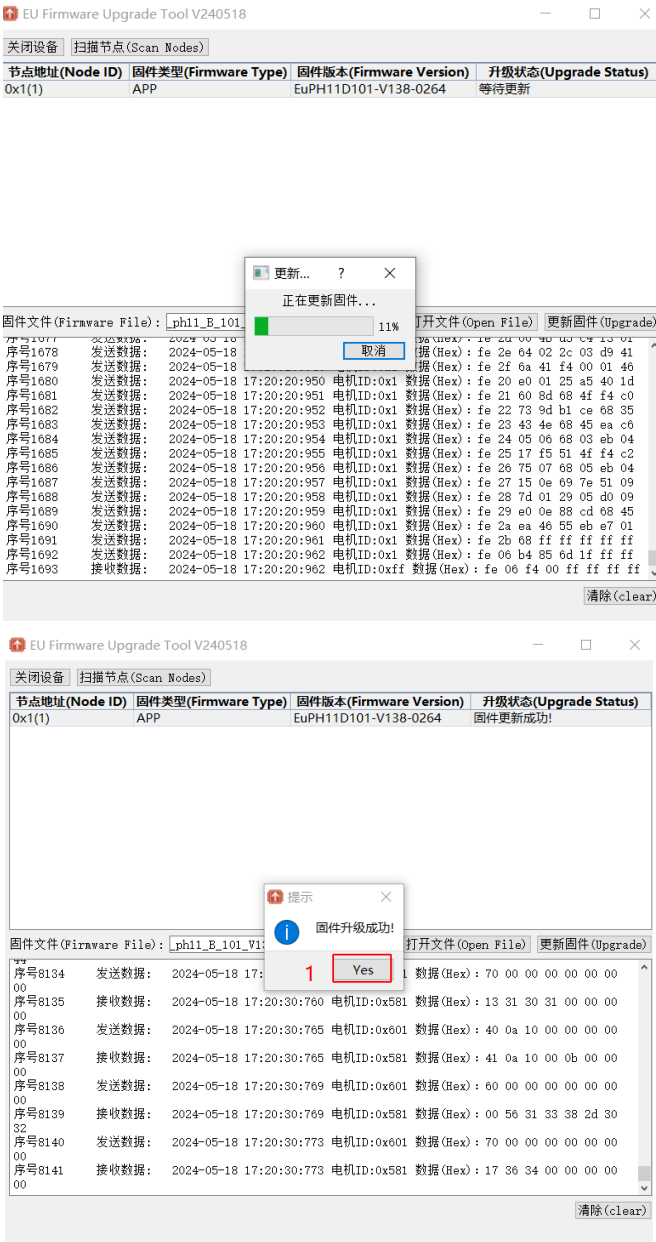 EU Firmware Upgrade Tool V240518
关闭设备 扫描节点(Scan Nodes)
节点地址(Node ID) 固件类型(Firmware Type) 固件版本(Firmware Version) 升级状态(Upgrade Status)
0x1(1) APP EuPH11D101-V138-0264 等待更新
更新... ?
正在更新固件...
11%
取消
固件文件(Firmware File): _ph11_B_101_ 打开文件(Open File) 更新固件(Upgrade)
序号1678 发送数据: 2024-05-18 数据(Hex): fe 2e 64 02 2c 03 d9 41
序号1679 发送数据: 2024-05-18 数据(Hex): fe 2f 6a 41 f4 00 01 46
序号1680 发送数据: 2024-05-18 17:20:20:950 电机ID:0x1 数据(Hex): fe 20 e0 01 25 a5 40 1d
序号1681 发送数据: 2024-05-18 17:20:20:951 电机ID:0x1 数据(Hex): fe 21 60 8d 68 4f f4 c0
序号1682 发送数据: 2024-05-18 17:20:20:952 电机ID:0x1 数据(Hex): fe 22 73 9d b1 ce 68 35
序号1683 发送数据: 2024-05-18 17:20:20:953 电机ID:0x1 数据(Hex): fe 23 43 4e 68 45 ea c6
序号1684 发送数据: 2024-05-18 17:20:20:954 电机ID:0x1 数据(Hex): fe 24 05 06 68 03 eb 04
序号1685 发送数据: 2024-05-18 17:20:20:955 电机ID:0x1 数据(Hex): fe 25 17 f5 51 4f f4 c2
序号1686 发送数据: 2024-05-18 17:20:20:956 电机ID:0x1 数据(Hex): fe 26 75 07 68 05 eb 04
序号1687 发送数据: 2024-05-18 17:20:20:957 电机ID:0x1 数据(Hex): fe 27 15 0e 69 7e 51 09
序号1688 发送数据: 2024-05-18 17:20:20:958 电机ID:0x1 数据(Hex): fe 28 7d 01 29 05 d0 09
序号1689 发送数据: 2024-05-18 17:20:20:959 电机ID:0x1 数据(Hex): fe 29 e0 0e 88 cd 68 45
序号1690 发送数据: 2024-05-18 17:20:20:960 电机ID:0x1 数据(Hex): fe 2a ea 46 55 eb e7 01
序号1691 发送数据: 2024-05-18 17:20:20:961 电机ID:0x1 数据(Hex): fe 2b 68 ff ff ff ff ff
序号1692 发送数据: 2024-05-18 17:20:20:962 电机ID:0x1 数据(Hex): fe 06 b4 85 6d 1f ff ff
序号1693 接收数据: 2024-05-18 17:20:20:962 电机ID:0xff 数据(Hex): fe 06 f4 00 ff ff ff ff
清除(clear)
EU Firmware Upgrade Tool V240518
关闭设备 扫描节点(Scan Nodes)
节点地址(Node ID) 固件类型(Firmware Type) 固件版本(Firmware Version) 升级状态(Upgrade Status)
0x1(1) APP EuPH11D101-V138-0264 固件更新成功!
提示
固件升级成功!
1 Yes
固件文件(Firmware File): _ph11_B_101_V13 打开文件(Open File) 更新固件(Upgrade)
44
序号8134 发送数据: 2024-05-18 17: 1 数据(Hex): 70 00 00 00 00 00 00
00
序号8135 接收数据: 2024-05-18 17:20:30:760 电机ID:0x581 数据(Hex): 13 31 30 31 00 00 00
00
序号8136 发送数据: 2024-05-18 17:20:30:765 电机ID:0x601 数据(Hex): 40 0a 10 00 00 00 00
00
序号8137 接收数据: 2024-05-18 17:20:30:765 电机ID:0x581 数据(Hex): 41 0a 10 00 0b 00 00
00
序号8138 发送数据: 2024-05-18 17:20:30:769 电机ID:0x601 数据(Hex): 60 00 00 00 00 00 00
00
序号8139 接收数据: 2024-05-18 17:20:30:769 电机ID:0x581 数据(Hex): 00 56 31 33 38 2d 30
32
序号8140 发送数据: 2024-05-18 17:20:30:773 电机ID:0x601 数据(Hex): 70 00 00 00 00 00 00
00
序号8141 接收数据: 2024-05-18 17:20:30:773 电机ID:0x581 数据(Hex): 17 36 34 00 00 00 00
00
清除(clear)